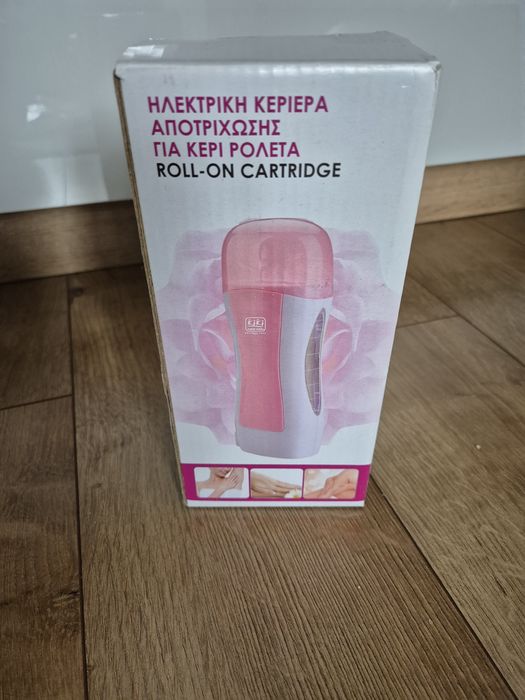 ΗΛΕΚΤΡΙΚΗ ΚΕΡΙΕΡΑ
ΑΠΟΤΡΙΧΩΣΗΣ
ΓΙΑ ΚΕΡΙ ΡΟΛΕΤΑ
ROLL-ON CARTRIDGE